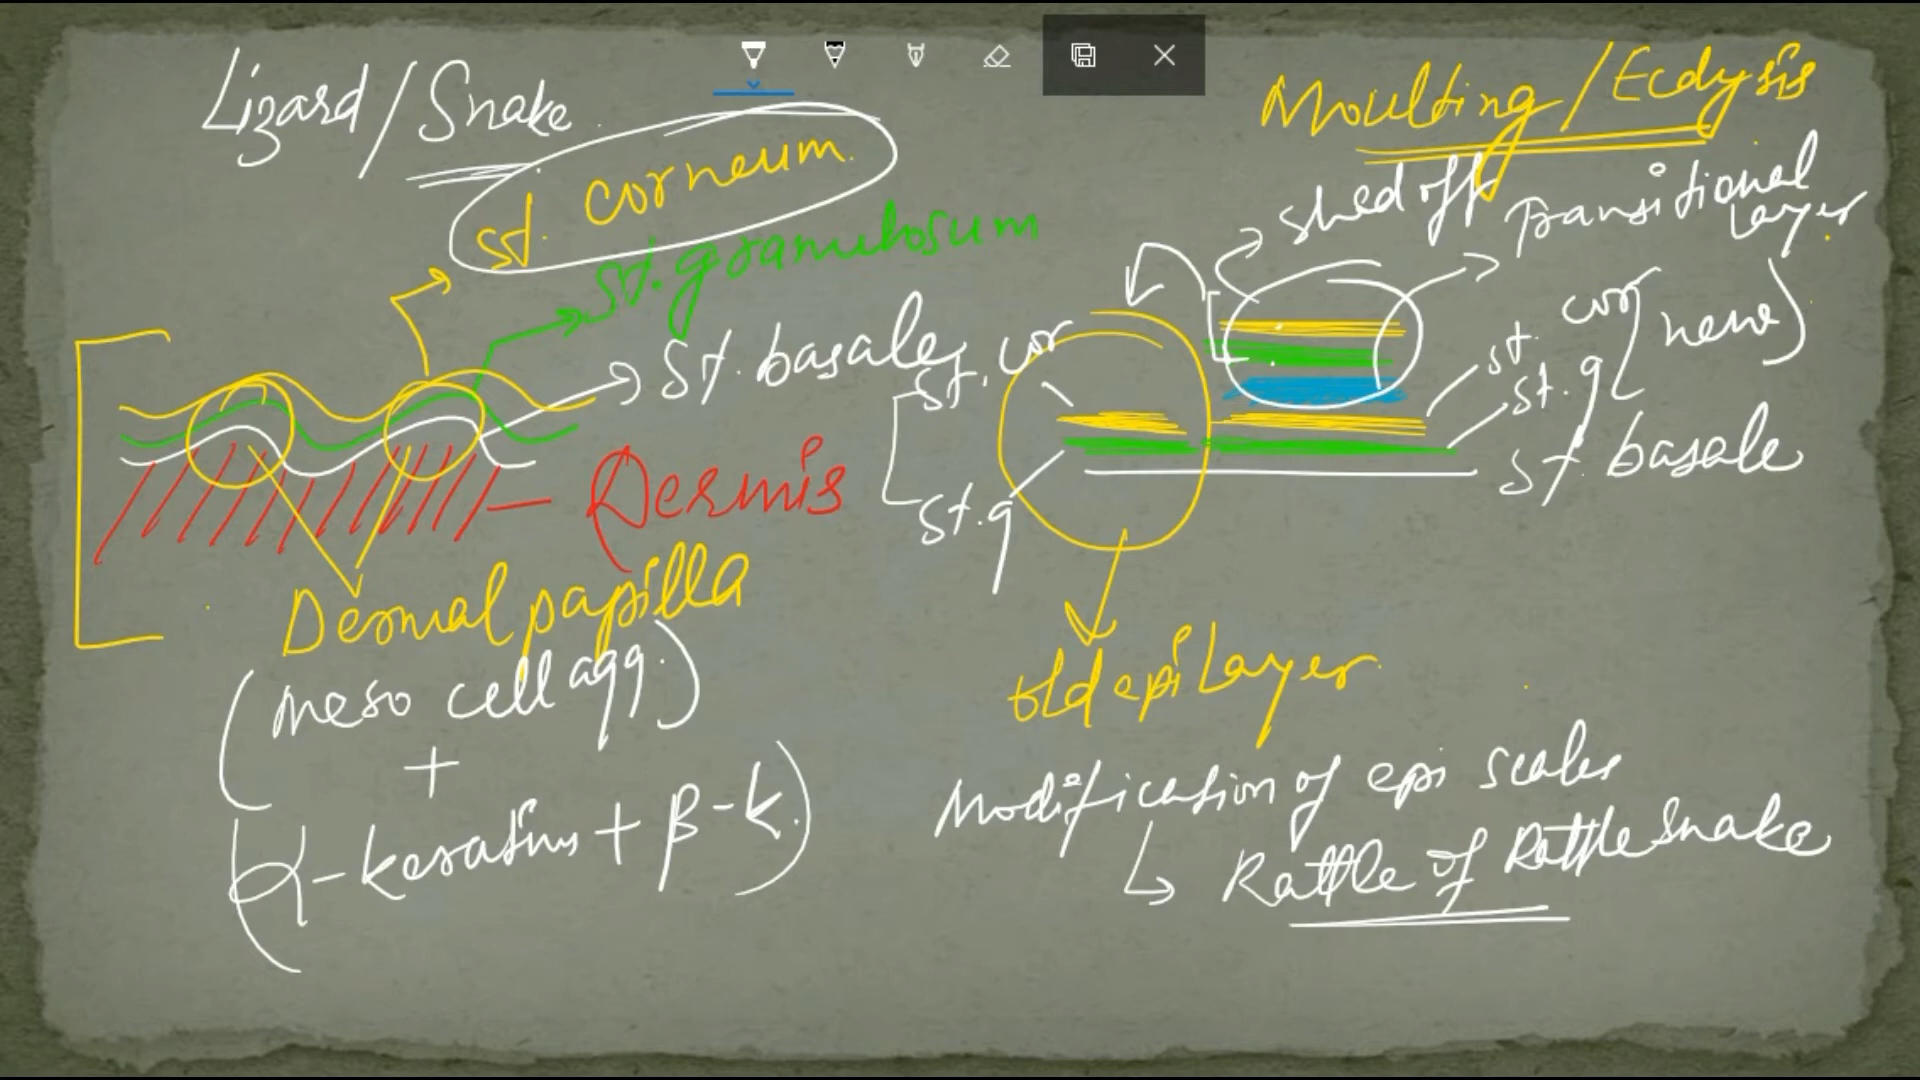 Lizard / Snake
st. corneum.
st. granulosum
st. basale
Dermis
Dermal papilla
(meso cell agg.)
+
(α-keratin + β-k.)
Moulting / Ecdysis
shed off
Transitional
Layer
st. cor
st. g
st. cor
st. g
(new)
st. basale
old epi Layer
Modification of epi scales
↳ Rattle of RattleSnake